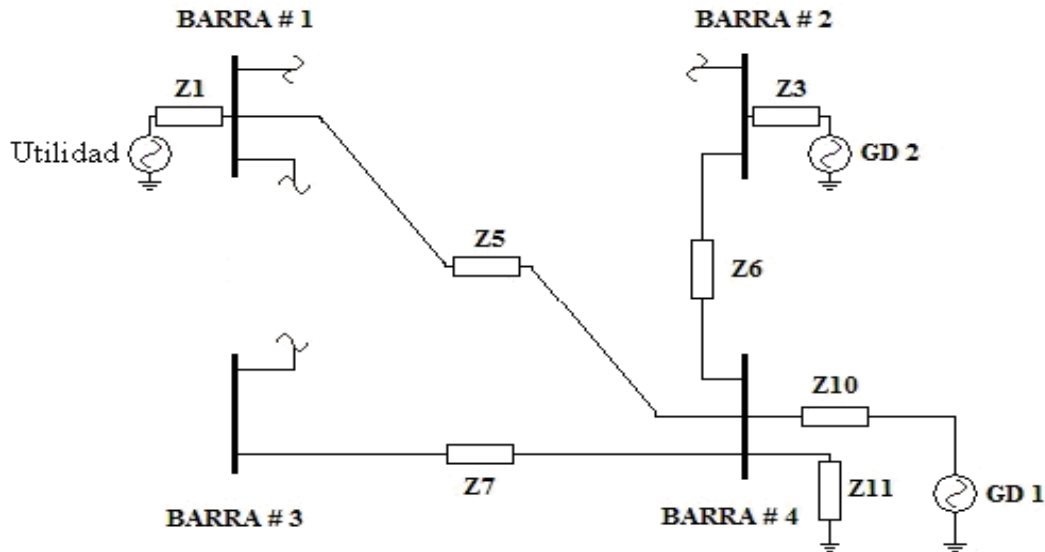 BARRA # 1
BARRA # 2
Z1
Z3
Utilidad
GD 2
Z5
Z6
Z10
Z7
Z11
GD 1
BARRA # 3
BARRA # 4